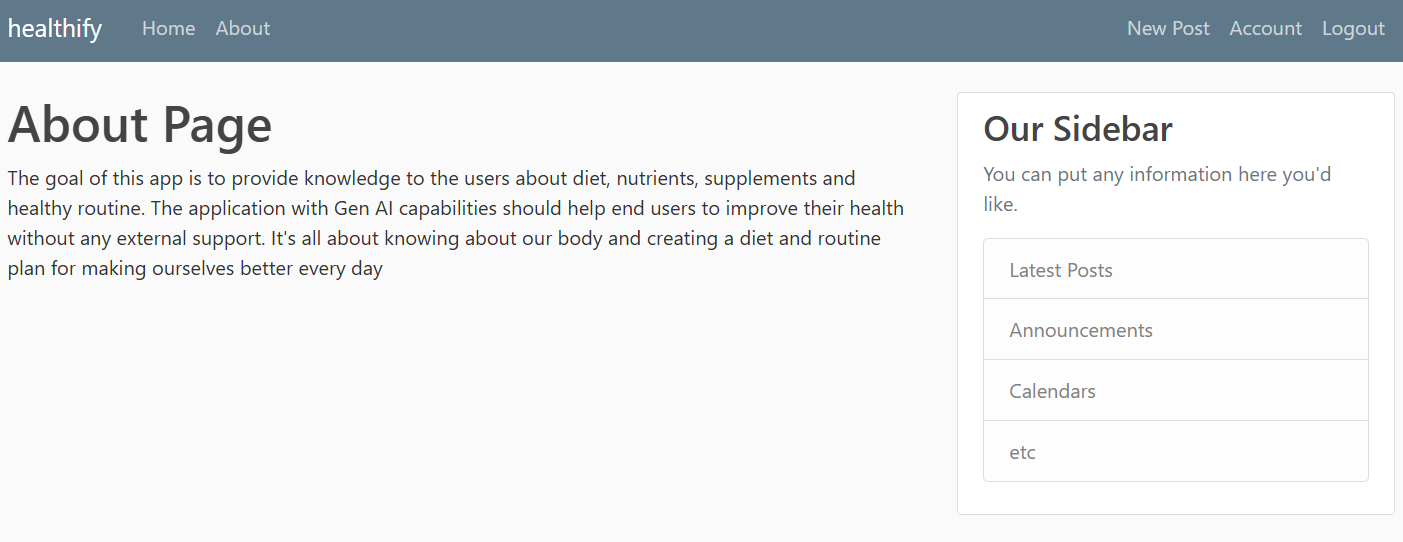 healthify Home About New Post Account Logout
About Page
The goal of this app is to provide knowledge to the users about diet, nutrients, supplements and
healthy routine. The application with Gen AI capabilities should help end users to improve their health
without any external support. It's all about knowing about our body and creating a diet and routine
plan for making ourselves better every day
Our Sidebar
You can put any information here you'd
like.
Latest Posts
Announcements
Calendars
etc